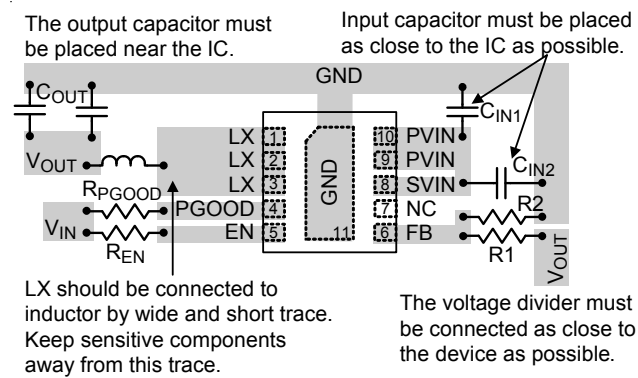 The output capacitor must
be placed near the IC.
Input capacitor must be placed
as close to the IC as possible.
GND
COUT
CIN1
LX 1
10 PVIN
LX 2
9 PVIN
CIN2
VOUT
LX 3
GND
8 SVIN
RPGOOD
PGOOD 4
7 NC
R2
VIN
EN 5
11
6 FB
REN
R1
VOUT
LX should be connected to
inductor by wide and short trace.
Keep sensitive components
away from this trace.
The voltage divider must
be connected as close to
the device as possible.